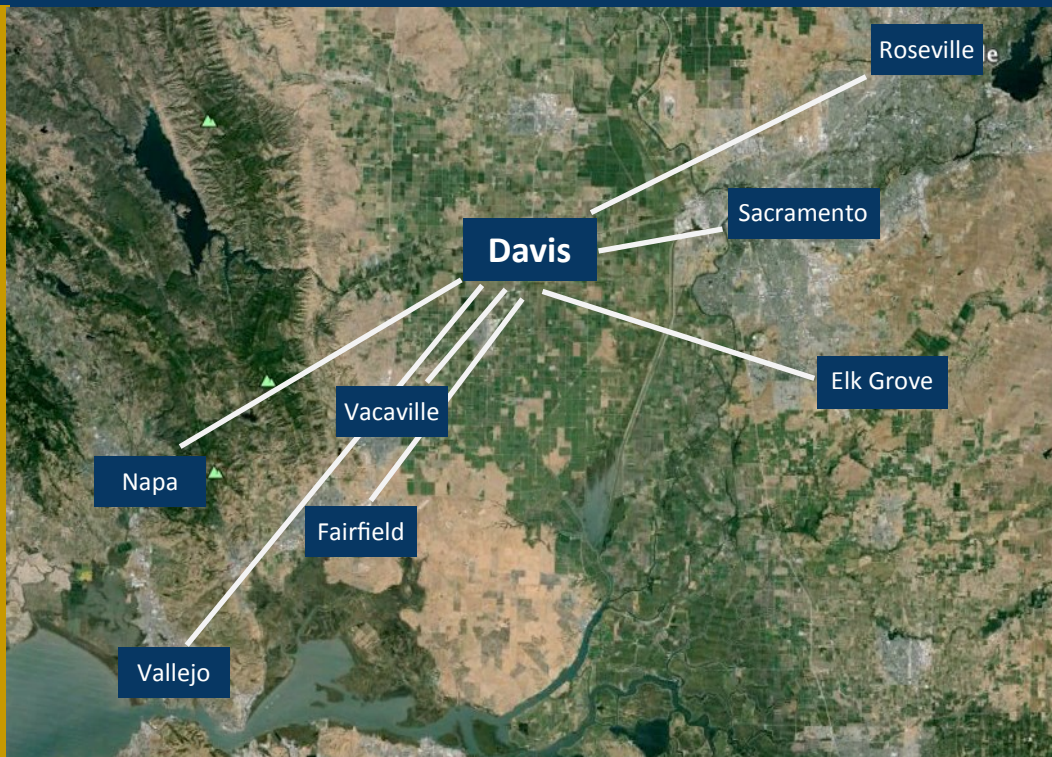 Roseville
e
Sacramento
Davis
Elk Grove
Vacaville
Napa
Fairfield
Vallejo